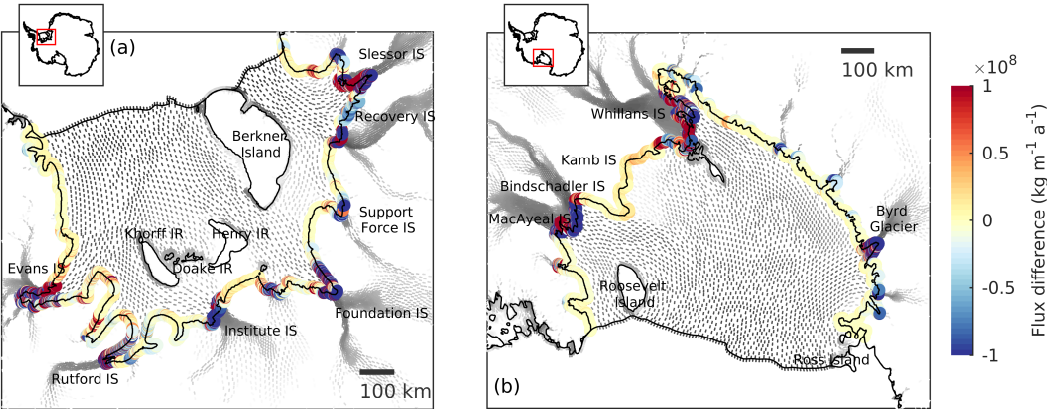 (a)
Slessor IS
Recovery IS
Berkner
Island
Support
Force IS
Khorff IR
Henry IR
Doake IR
Evans IS
Foundation IS
Institute IS
Rutford IS
100 km
(b)
100 km
Whillans IS
Kamb IS
Bindschadler IS
MacAyeal IS
Byrd
Glacier
Roosevelt
Island
Ross Island
×10⁸
1
0.5
0
-0.5
-1
Flux difference (kg m⁻¹ a⁻¹)